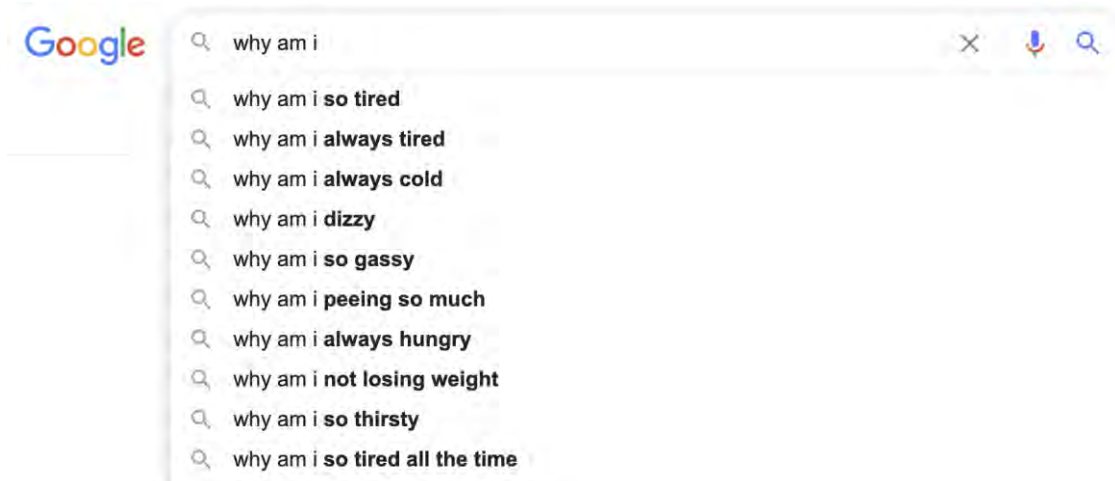 Google why am i
why am i so tired
why am i always tired
why am i always cold
why am i dizzy
why am i so gassy
why am i peeing so much
why am i always hungry
why am i not losing weight
why am i so thirsty
why am i so tired all the time